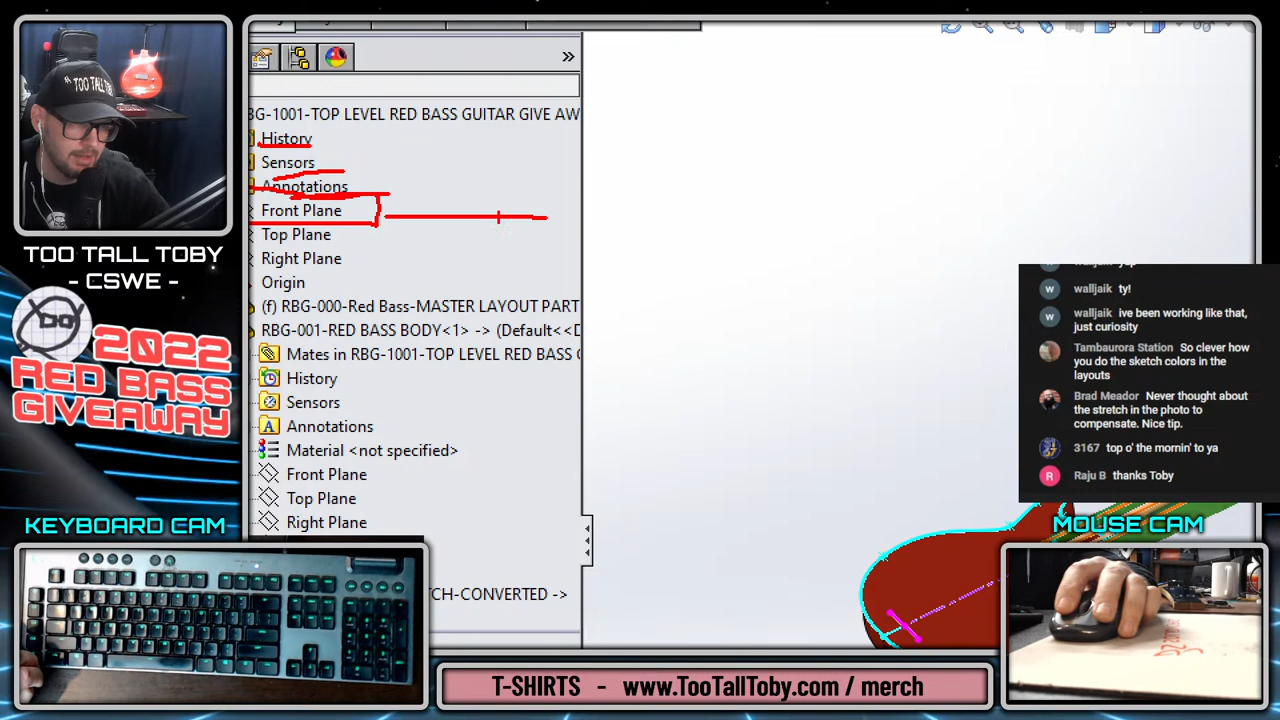 TOO TALL TOBY
TOO TALL TOBY
- CSWE -
2022
RED BASS
GIVEAWAY
KEYBOARD CAM
»
BG-1001-TOP LEVEL RED BASS GUITAR GIVE AW
History
Sensors
Annotations
Front Plane
Top Plane
Right Plane
Origin
(f) RBG-000-Red Bass-MASTER LAYOUT PART
RBG-001-RED BASS BODY<1> -> (Default<<D
Mates in RBG-1001-TOP LEVEL RED BASS G
History
Sensors
Annotations
Material <not specified>
Front Plane
Top Plane
Right Plane
TCH-CONVERTED ->
walljaik yup
walljaik ty!
walljaik ive been working like that,
just curiosity
Tambaurora Station So clever how
you do the sketch colors in the
layouts
Brad Meador Never thought about
the stretch in the photo to
compensate. Nice tip.
3167 top o' the mornin' to ya
Raju B thanks Toby
MOUSE CAM
T-SHIRTS - www.TooTallToby.com / merch